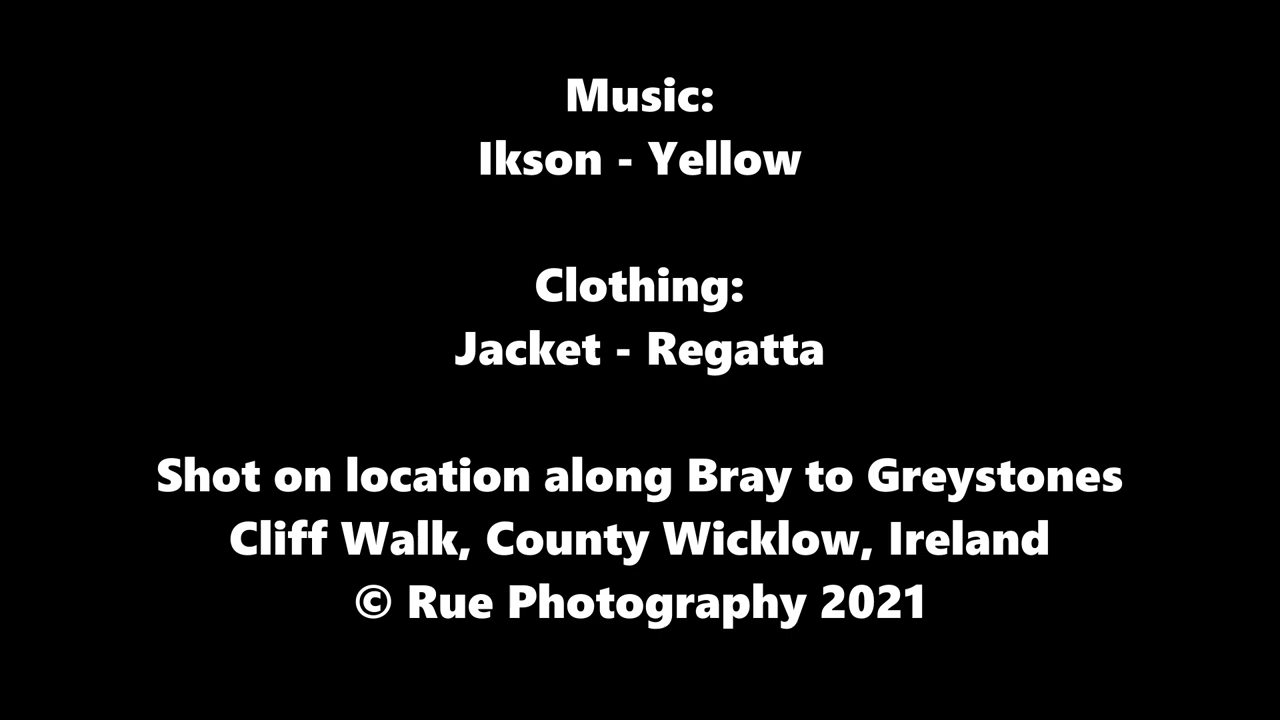 Music:
Ikson - Yellow
Clothing:
Jacket - Regatta
Shot on location along Bray to Greystones
Cliff Walk, County Wicklow, Ireland
© Rue Photography 2021